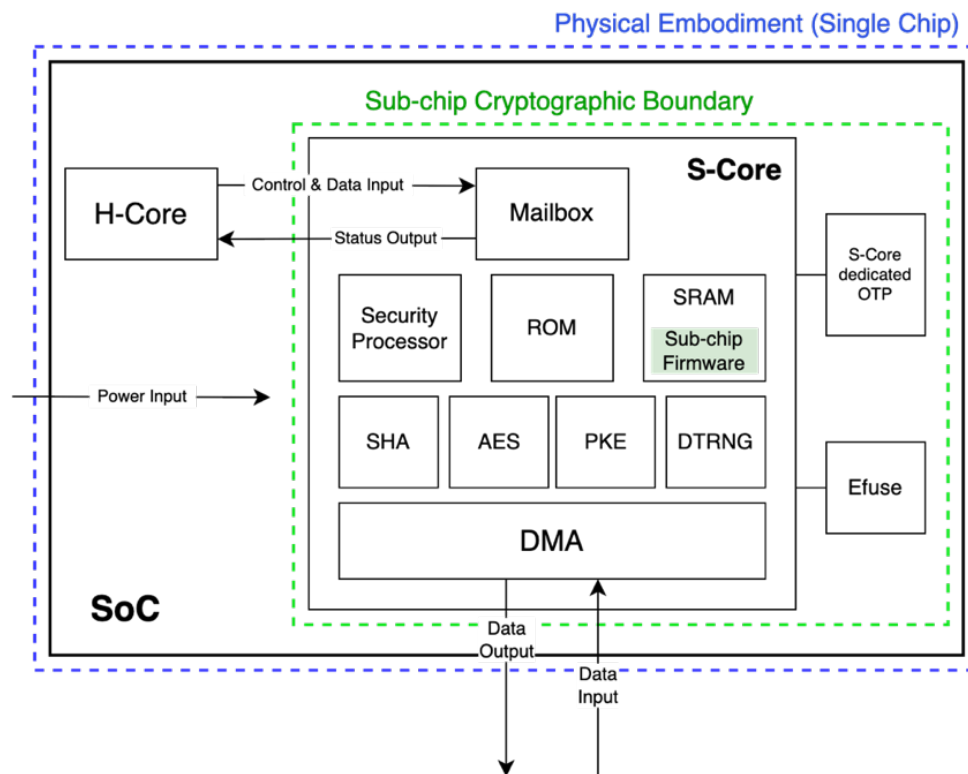 Physical Embodiment (Single Chip)
Sub-chip Cryptographic Boundary
S-Core
H-Core
Control & Data Input
Mailbox
Status Output
S-Core
dedicated
OTP
Security
Processor
ROM
SRAM
Sub-chip
Firmware
Power Input
SHA
AES
PKE
DTRNG
Efuse
DMA
SoC
Data
Output
Data
Input